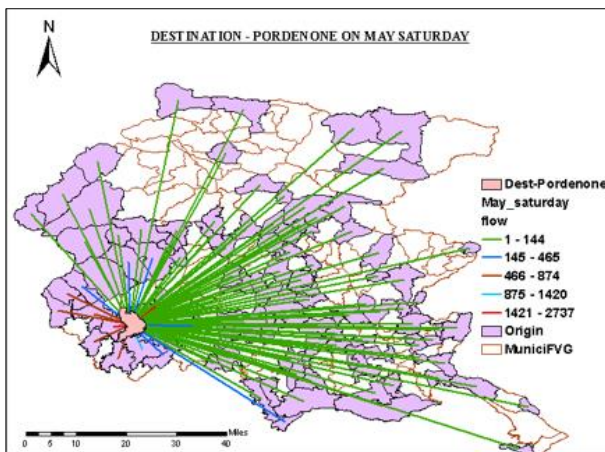 N
DESTINATION - PORDENONE ON MAY SATURDAY
Dest-Pordenone
May_saturday
flow
1 - 144
145 - 465
466 - 874
875 - 1420
1421 - 2737
Origin
MuniciFVG
Miles
0 5 10 20 30 40